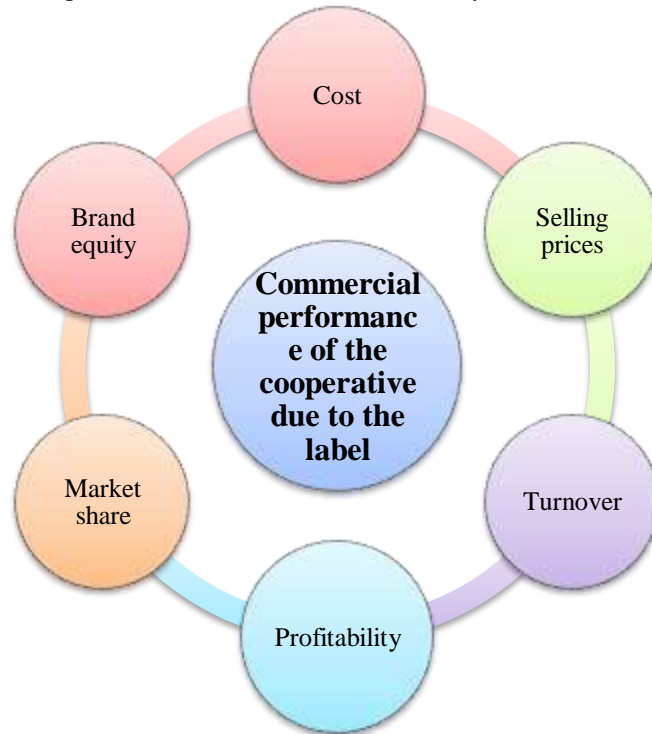 Cost
Brand
equity
Selling
prices
Commercial
performanc
e of the
cooperative
due to the
label
Market
share
Turnover
Profitability